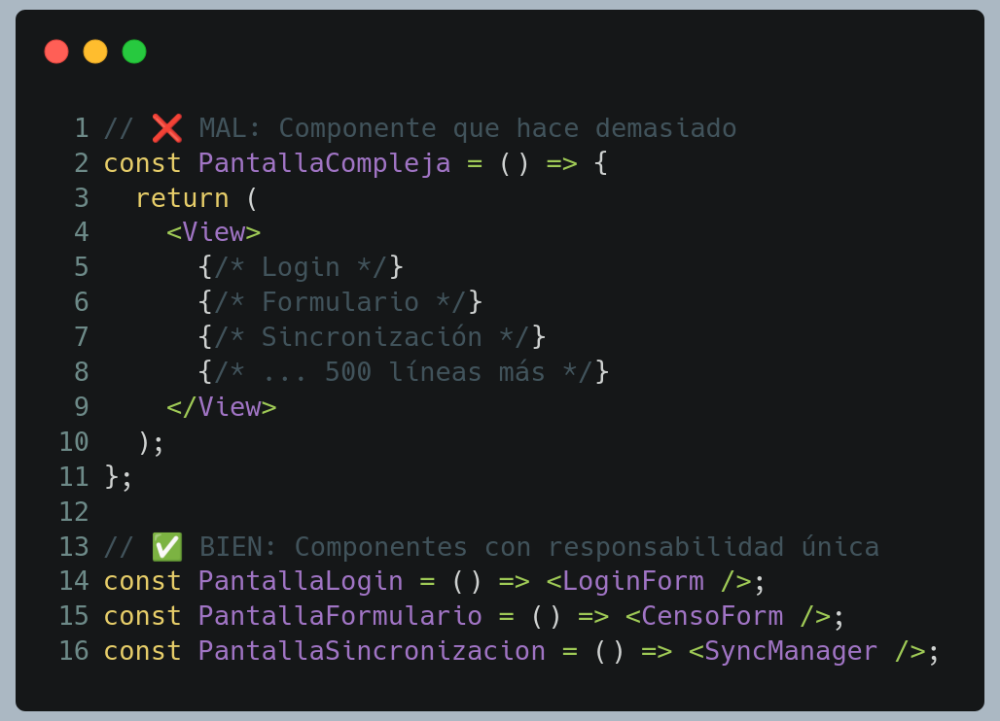 1 // ❌ MAL: Componente que hace demasiado
2 const PantallaCompleja = () => {
3   return (
4     <View>
5       {/* Login */}
6       {/* Formulario */}
7       {/* Sincronización */}
8       {/* ... 500 líneas más */}
9     </View>
10   );
11 };
12
13 // ✅ BIEN: Componentes con responsabilidad única
14 const PantallaLogin = () => <LoginForm />;
15 const PantallaFormulario = () => <CensoForm />;
16 const PantallaSincronizacion = () => <SyncManager />;